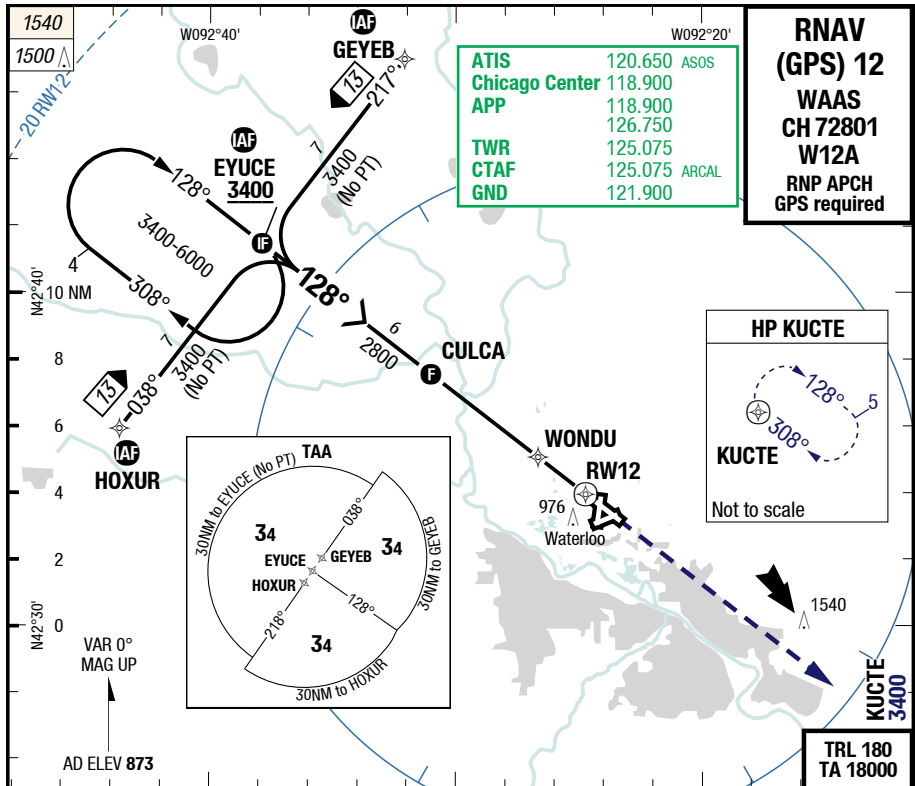 1540
1500
20 RW12
W092°40'
IAF
GEYEB
13
217°
W092°20'
ATIS 120.650 ASOS
Chicago Center 118.900
APP 118.900
126.750
TWR 125.075
CTAF 125.075 ARCAL
GND 121.900
RNAV
(GPS) 12
WAAS
CH 72801
W12A
RNP APCH
GPS required
IAF
EYUCE
3400
7
3400
(No PT)
128°
IF
3400-6000
308°
4
10 NM
N42°40'
128°
6
2800
CULCA
F
7
3400
(No PT)
038°
13
IAF
HOXUR
8
6
4
2
0
N42°30'
WONDU
RW12
976
Waterloo
HP KUCTE
128°
5
308°
KUCTE
Not to scale
TAA
30NM to EYUCE (No PT)
038°
34
34
EYUCE
GEYEB
HOXUR
30NM to GEYEB
128°
218°
34
30NM to HOXUR
1540
KUCTE
3400
VAR 0°
MAG UP
AD ELEV 873
TRL 180
TA 18000